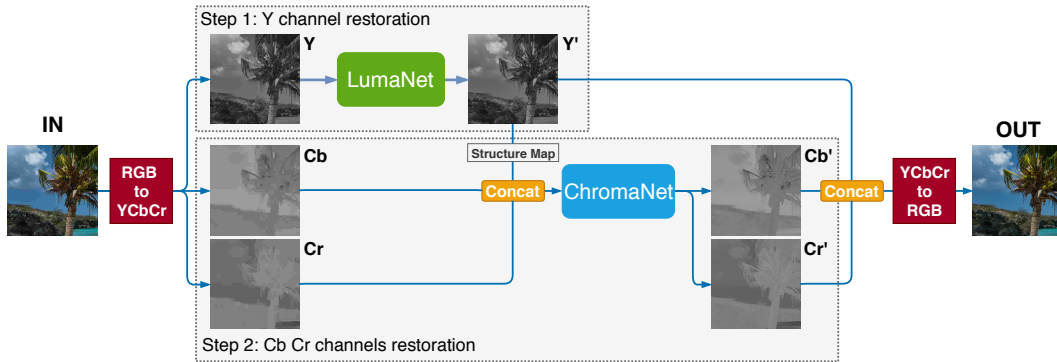 Step 1: Y channel restoration
Y
LumaNet
Y'
IN
RGB
to
YCbCr
Structure Map
Cb
Concat
ChromaNet
Cb'
Concat
YCbCr
to
RGB
OUT
Cr
Cr'
Step 2: Cb Cr channels restoration